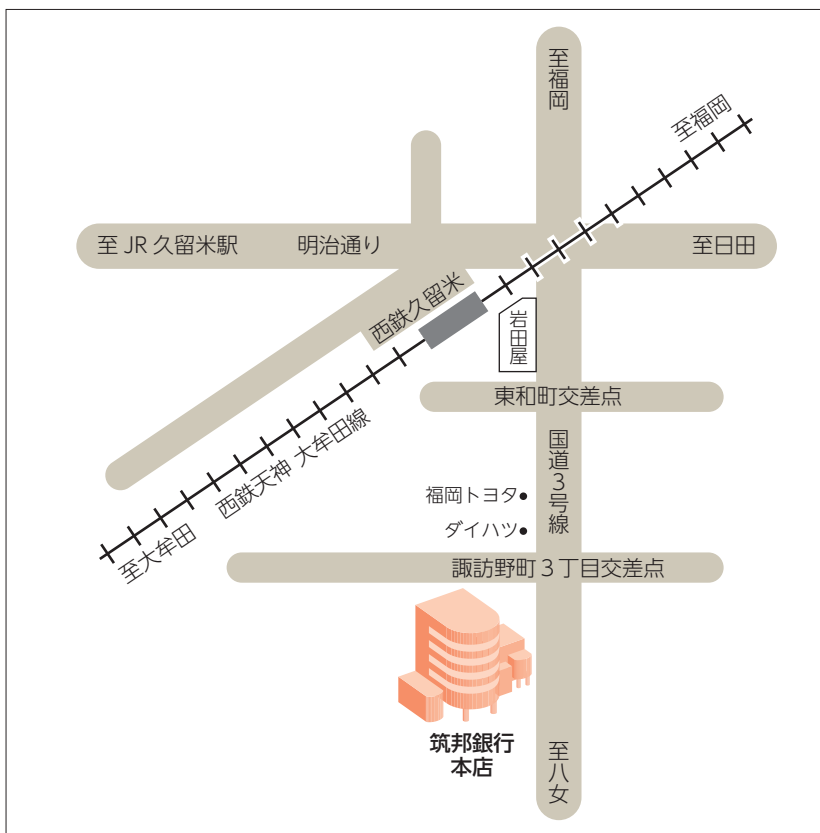 至福岡
至福岡
至 JR 久留米駅
明治通り
至日田
西鉄久留米
岩田屋
東和町交差点
西鉄天神 大牟田線
国道3号線
福岡トヨタ
ダイハツ
至大牟田
諏訪野町3丁目交差点
筑邦銀行
本店
至八女